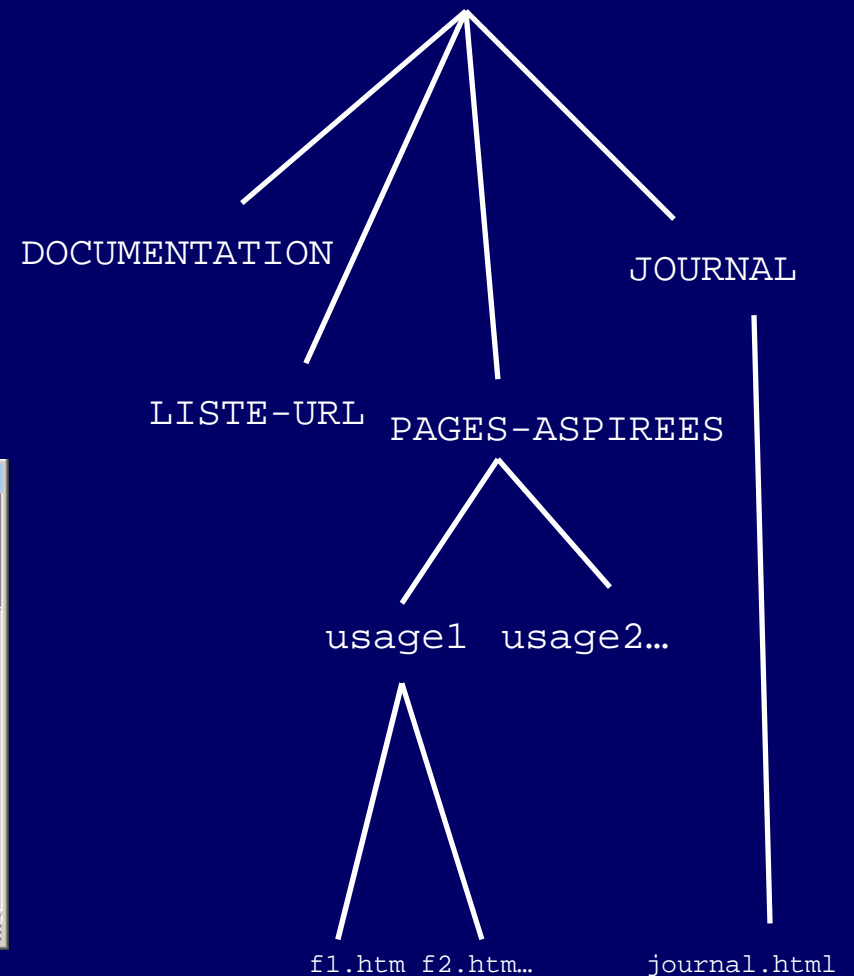 DOCUMENTATION
JOURNAL
LISTE-URL
PAGES-ASPIREES
usage1 usage2…
f1.htm f2.htm…
journal.html